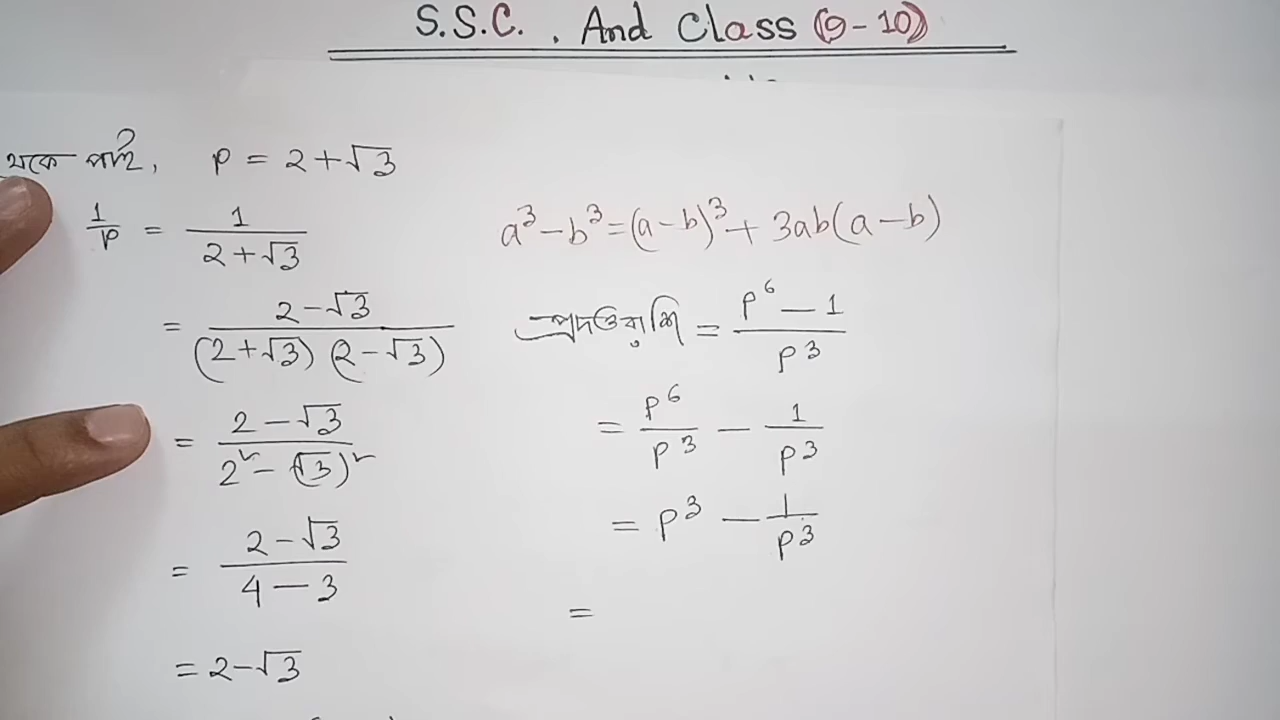 S.S.C. . And Class (9-10)
থেকে পাই, p = 2+√3
1/p = 1/(2+√3)
= (2-√3)/((2+√3)(2-√3))
= (2-√3)/(2² - (√3)²)
= (2-√3)/(4-3)
= 2-√3
a³-b³=(a-b)³+3ab(a-b)
প্রদত্ত রাশি = (p⁶-1)/p³
= p⁶/p³ - 1/p³
= p³ - 1/p³
=